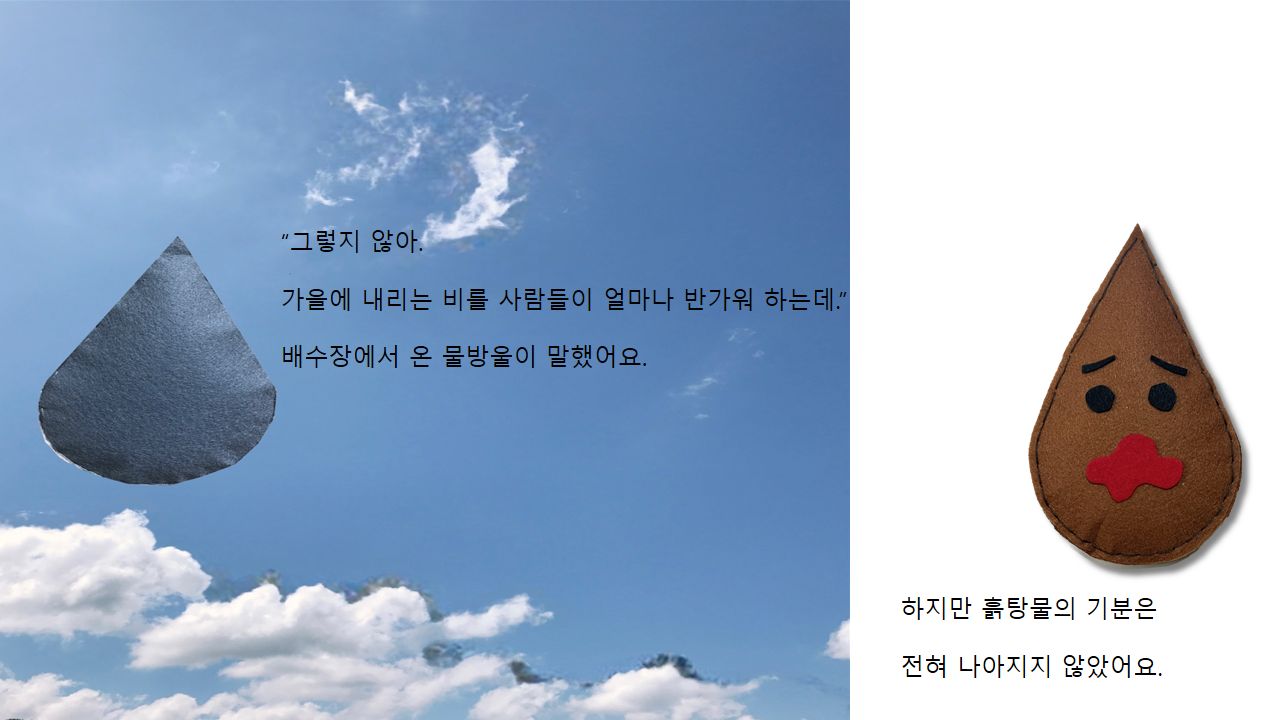 “그렇지 않아.
가을에 내리는 비를 사람들이 얼마나 반가워 하는데.”
배수장에서 온 물방울이 말했어요.
하지만 흙탕물의 기분은
전혀 나아지지 않았어요.